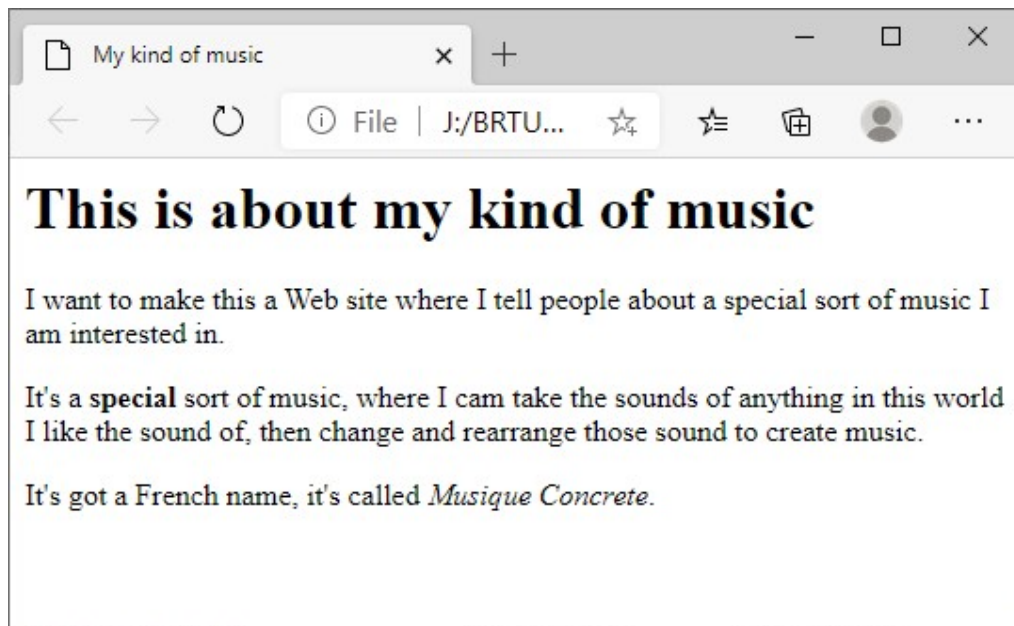 My kind of music
File | J:/BRTU...
This is about my kind of music
I want to make this a Web site where I tell people about a special sort of music I
am interested in.
It's a special sort of music, where I cam take the sounds of anything in this world
I like the sound of, then change and rearrange those sound to create music.
It's got a French name, it's called Musique Concrete.